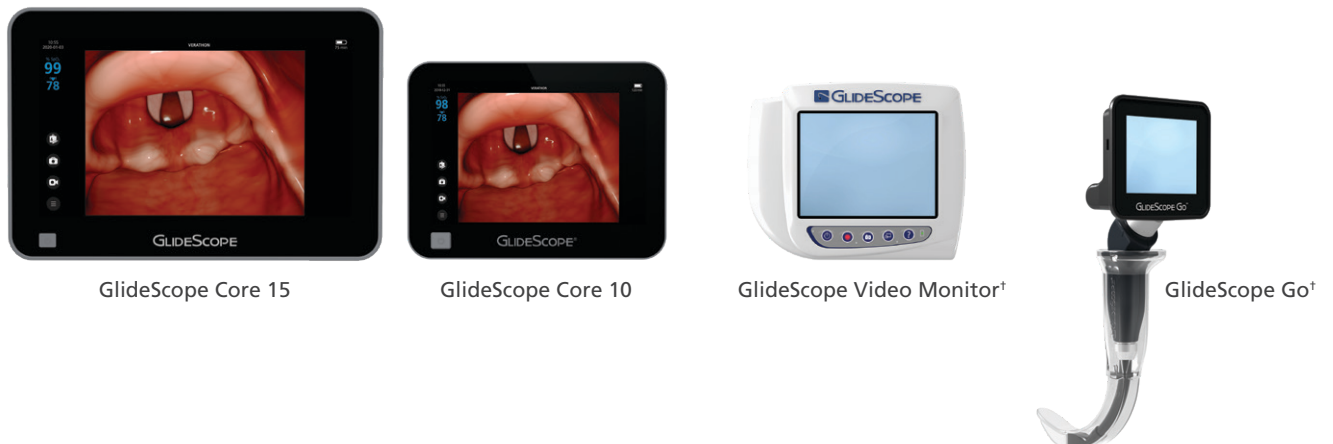 VERATHON
99
78
GLIDESCOPE
GlideScope Core 15
VERATHON
98
78
GLIDESCOPE®
GlideScope Core 10
GLIDESCOPE
GlideScope Video Monitor†
GLIDESCOPE GO™
GlideScope Go†